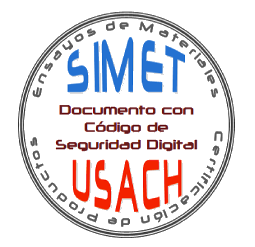 Ensayos de Materiales
SIMET
Documento con
Código de
Seguridad Digital
USACH
Certificación de Productos